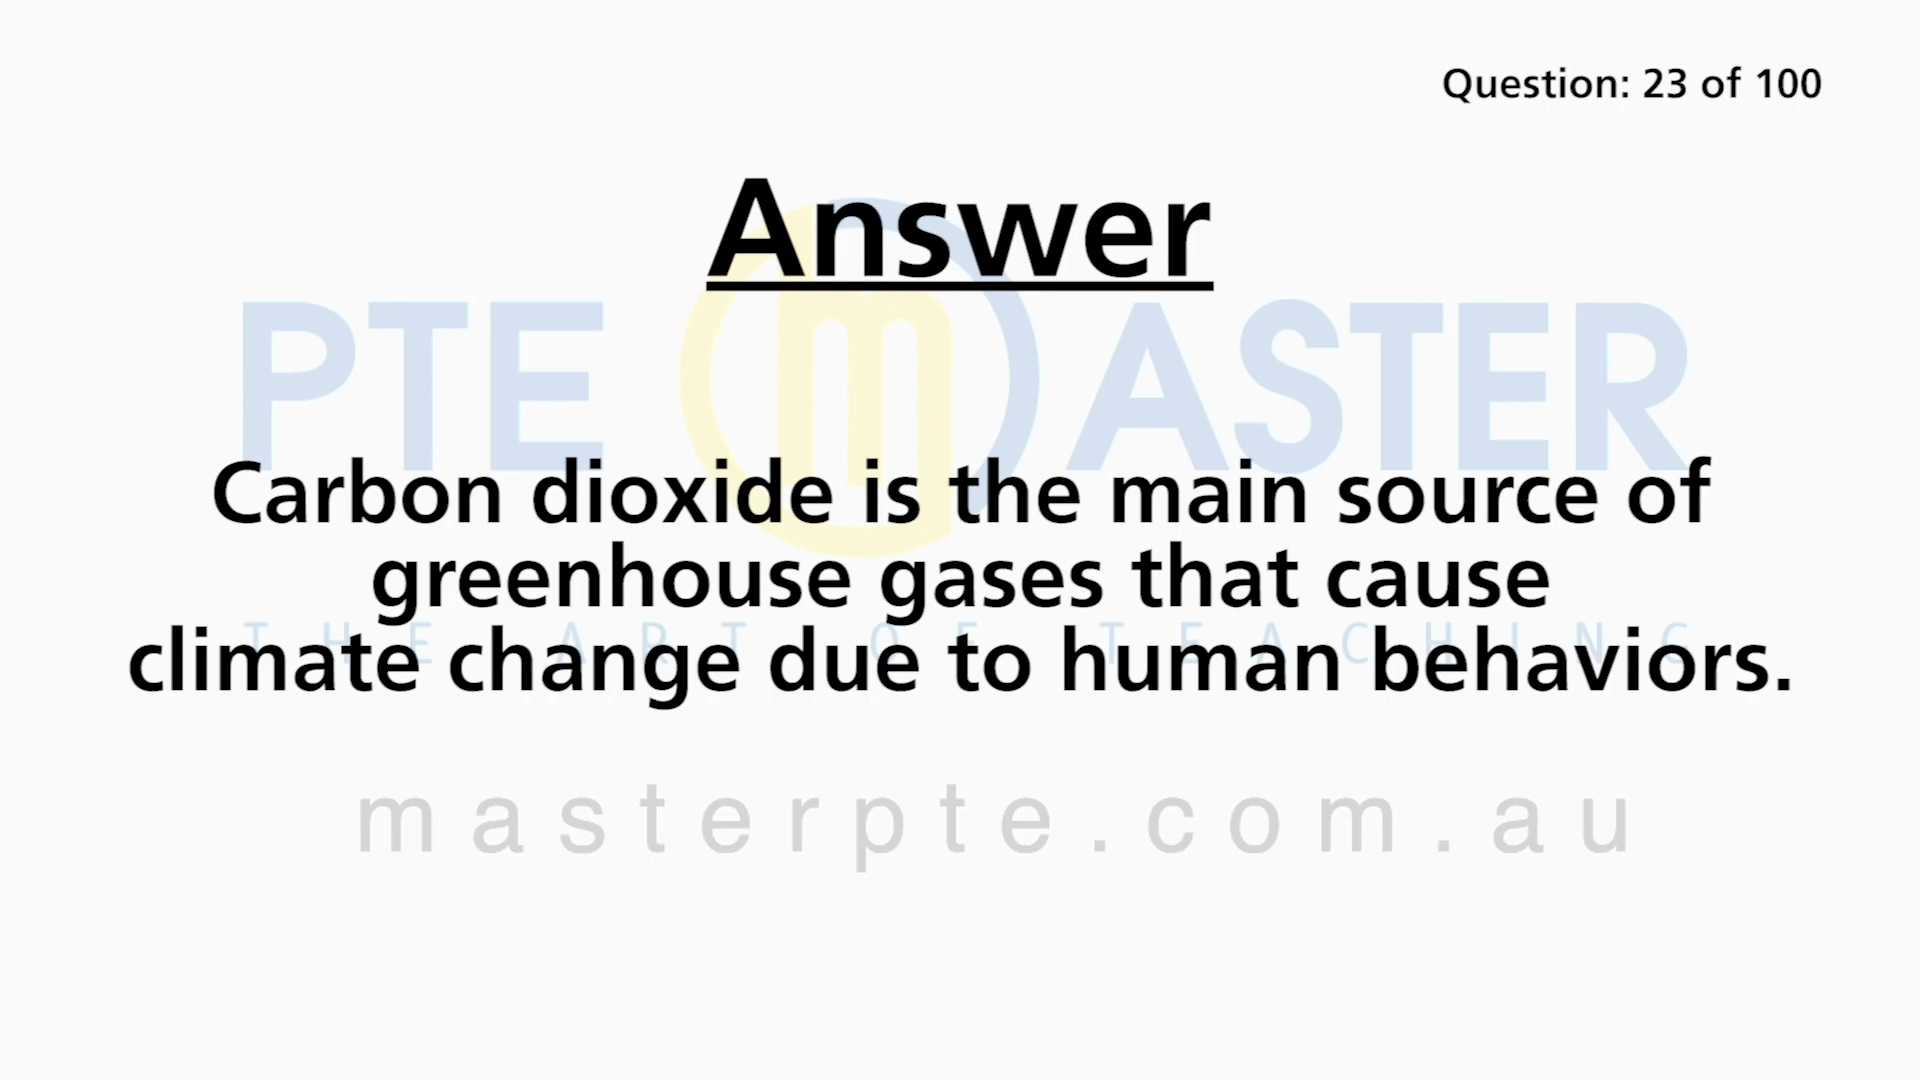 Question: 23 of 100
Answer
PTE MASTER
Carbon dioxide is the main source of
greenhouse gases that cause
THE ART OF TEACHING
climate change due to human behaviors.
masterpte.com.au